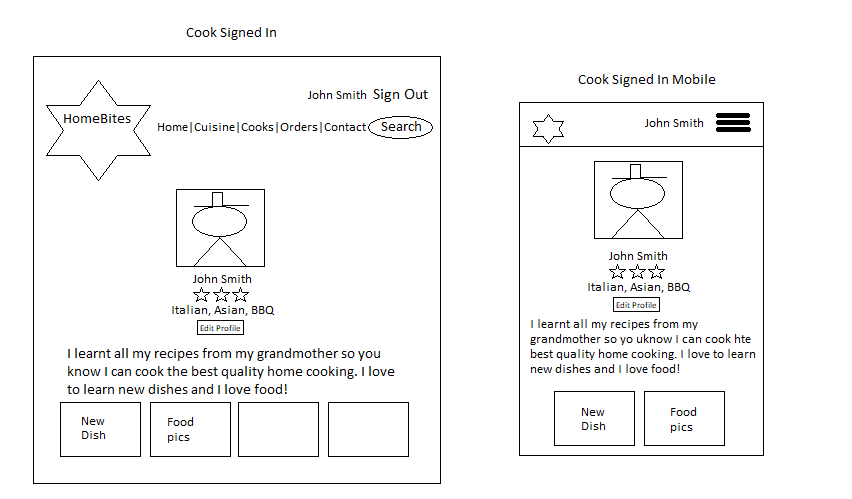 Cook Signed In
John Smith Sign Out
HomeBites
Home|Cuisine|Cooks|Orders|Contact Search
John Smith
Italian, Asian, BBQ
Edit Profile
I learnt all my recipes from my grandmother so you
know I can cook the best quality home cooking. I love
to learn new dishes and I love food!
New
Dish
Food
pics
Cook Signed In Mobile
John Smith
John Smith
Italian, Asian, BBQ
Edit Profile
I learnt all my recipes from my
grandmother so yo uknow I can cook hte
best quality home cooking. I love to learn
new dishes and I love food!
New
Dish
Food
pics